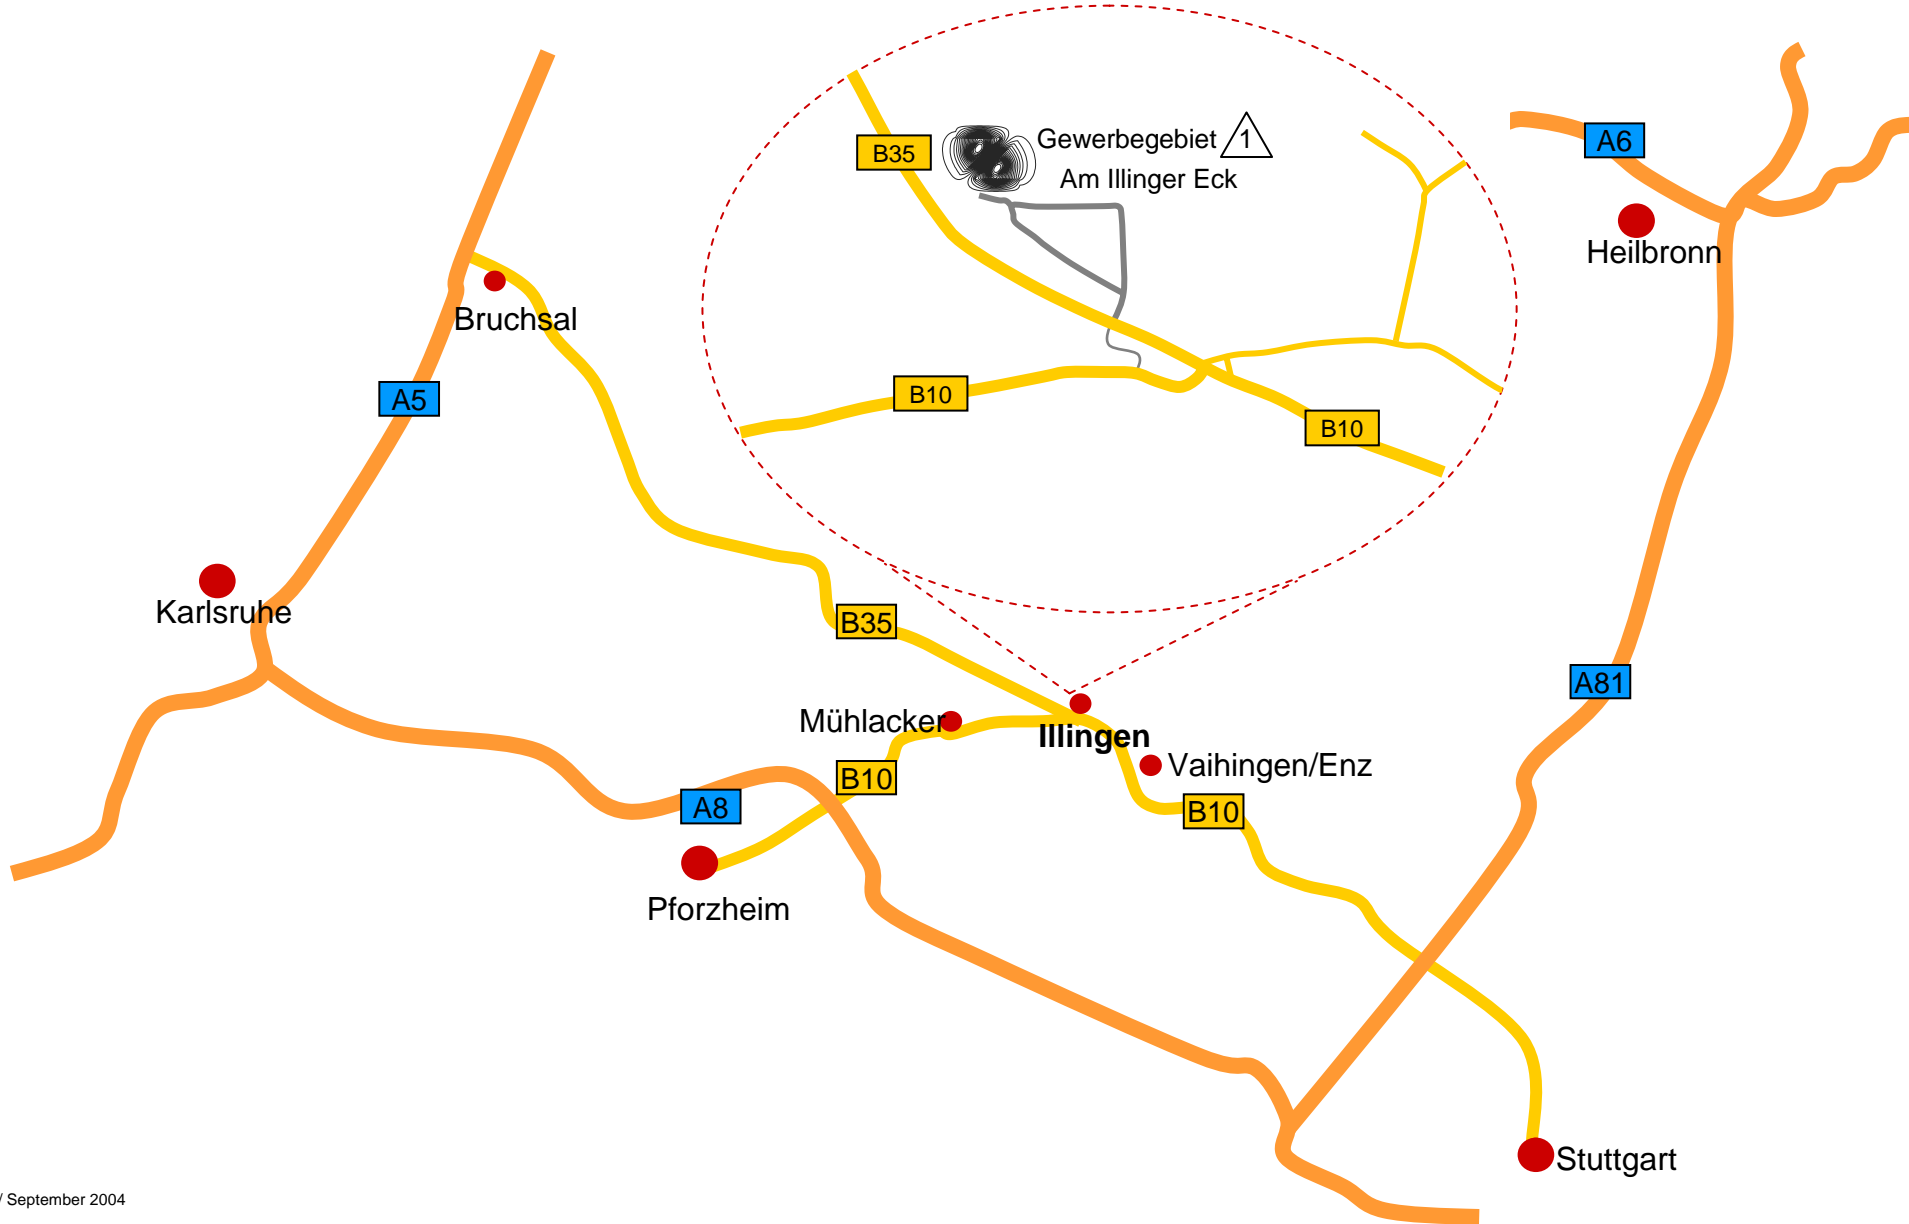 Gewerbegebiet 1
Am Illinger Eck
B35
A6
Heilbronn
Bruchsal
A5
B10
B10
Karlsruhe
B35
A81
Mühlacker
Illingen
Vaihingen/Enz
B10
A8
B10
Pforzheim
Stuttgart
/ September 2004